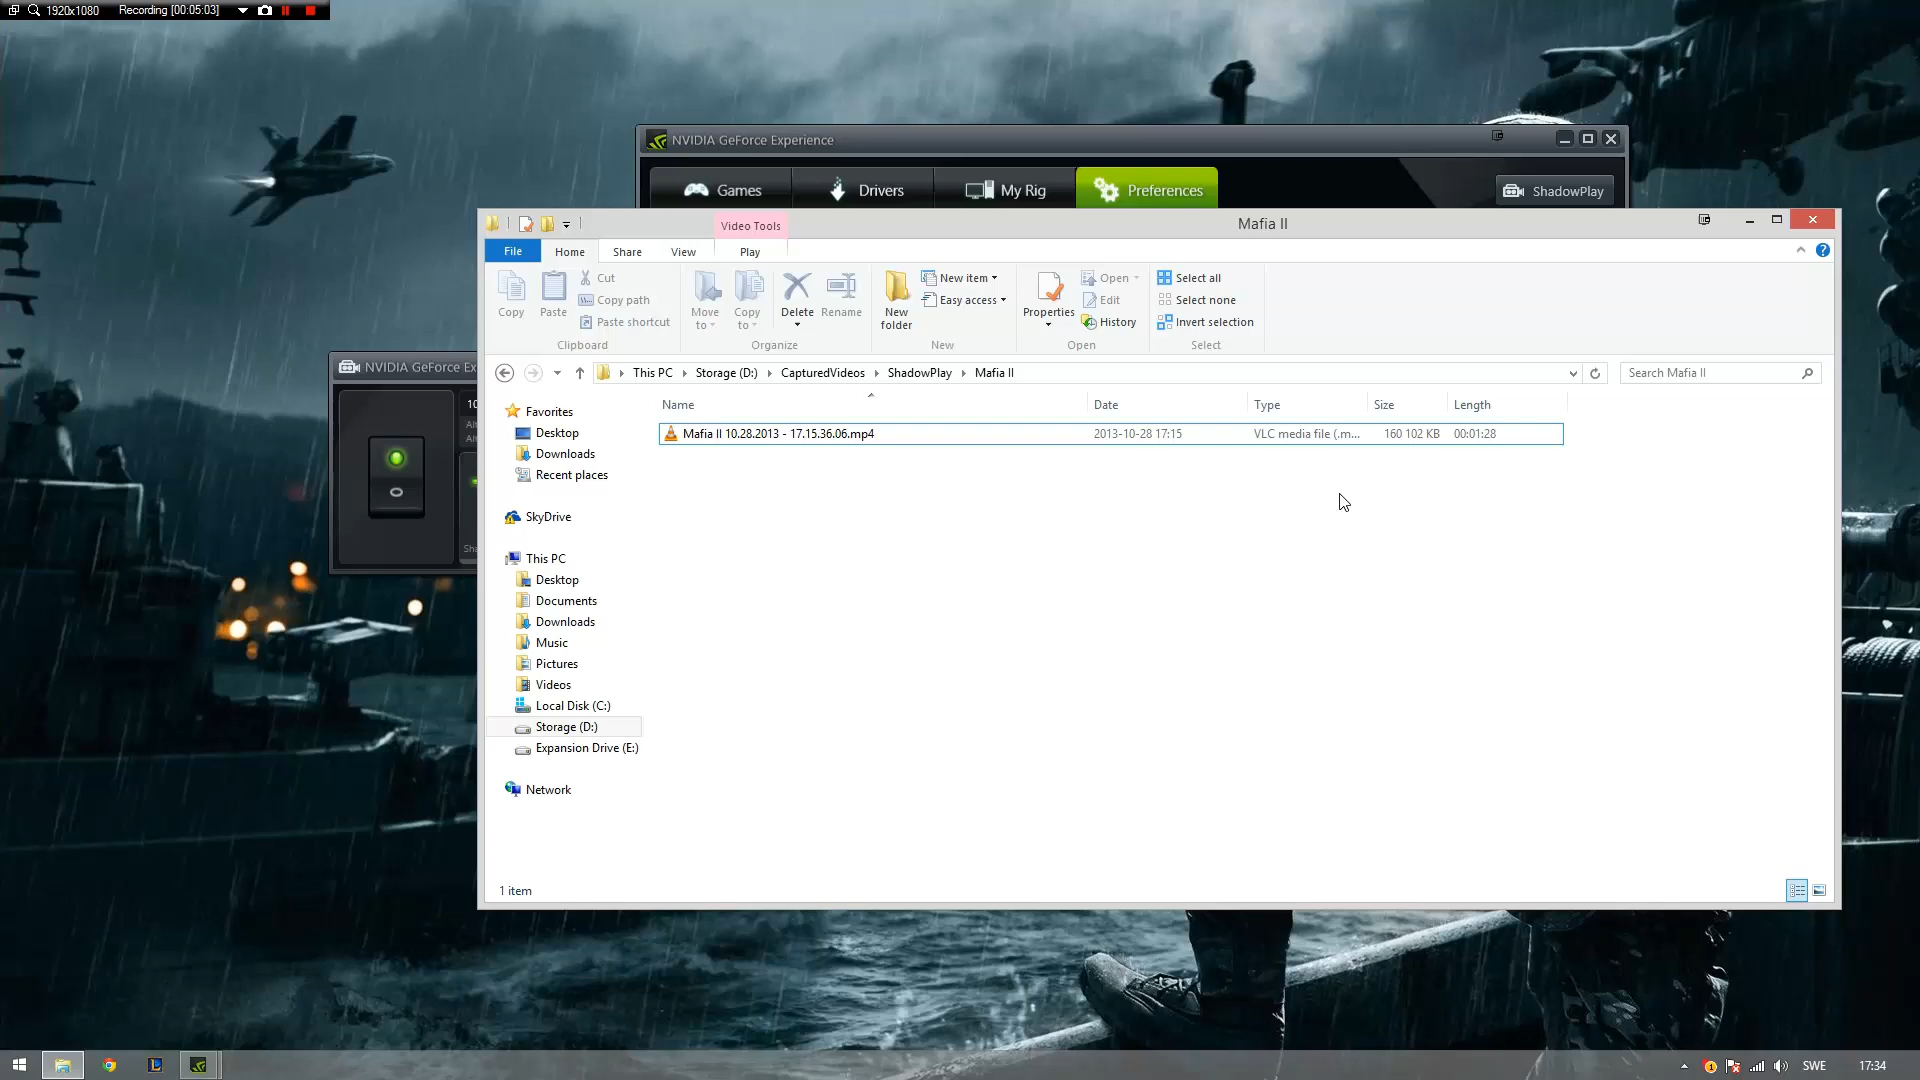 1920x1080 Recording [00:05:03]
NVIDIA GeForce Experience
Games Drivers My Rig Preferences ShadowPlay
Video Tools Mafia II
File Home Share View Play
Copy Paste Cut Copy path Paste shortcut
Clipboard
Move to Copy to Delete Rename
Organize
New folder New item Easy access
New
Properties Open Edit History
Open
Select all Select none Invert selection
Select
NVIDIA GeForce Ex
This PC Storage (D:) CapturedVideos ShadowPlay Mafia II Search Mafia II
Name Date Type Size Length
Mafia II 10.28.2013 - 17.15.36.06.mp4 2013-10-28 17:15 VLC media file (.m... 160 102 KB 00:01:28
Favorites
Desktop
Downloads
Recent places
SkyDrive
This PC
Desktop
Documents
Downloads
Music
Pictures
Videos
Local Disk (C:)
Storage (D:)
Expansion Drive (E:)
Network
10
Alt
Alt
Sha
1 item
SWE 17:34